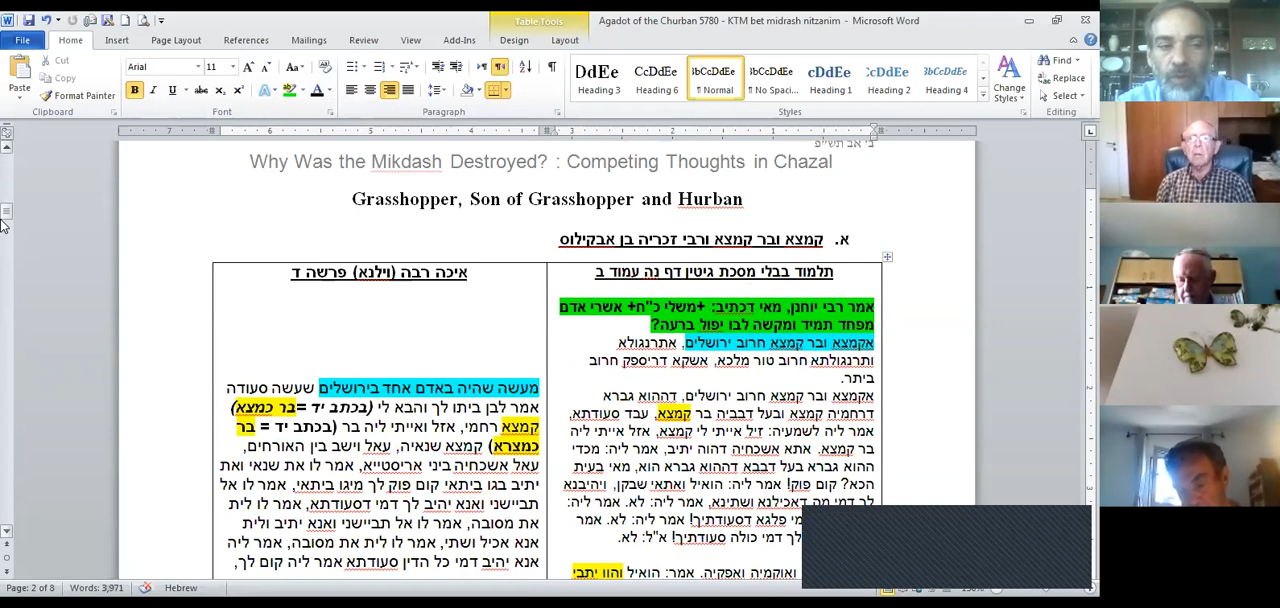 Agadot of the Churban 5780 - KTM bet midrash nitzanim - Microsoft Word
Table Tools
File Home Insert Page Layout References Mailings Review View Add-Ins Design Layout
Cut
Copy
Format Painter
Paste
Arial 11
DdEe CcDdEe ‎bCcDdEe ‎bCcDdEe cDdEe CcDdEe ‎bCcDdEe
Heading 3 Heading 6 ¶ Normal ¶ No Spaci... Heading 1 Heading 2 Heading 4
Change Styles
Find
Replace
Select
Clipboard Font Paragraph Styles Editing
ב' אב תש"פ
Why Was the Mikdash Destroyed? : Competing Thoughts in Chazal
Grasshopper, Son of Grasshopper and Hurban
א. קמצא ובר קמצא ורבי זכריה בן אבקילוס
תלמוד בבלי מסכת גיטין דף נה עמוד ב
אמר רבי יוחנן, מאי דכתיב: +משלי כ"ח+ אשרי אדם
מפחד תמיד ומקשה לבו יפול ברעה?
אקמצא ובר קמצא חרוב ירושלים, אתרנגולא
ותרנגולתא חרוב טור מלכא, אשקא דריספק חרוב
ביתר.
אקמצא ובר קמצא חרוב ירושלים, דההוא גברא
דרחמיה קמצא ובעל דבביה בר קמצא, עבד סעודתא,
אמר ליה לשמעיה: זיל אייתי לי קמצא, אזל אייתי ליה
בר קמצא. אתא אשכחיה דהוה יתיב, אמר ליה: מכדי
ההוא גברא בעל דבבא דההוא גברא הוא, מאי בעית
הכא? קום פוק! אמר ליה: הואיל ואתאי שבקן, ויהיבנא
לך דמי מה דאכילנא ושתינא, אמר ליה: לא. אמר ליה:
מי פלגא דסעודתיך! אמר ליה: לא. אמר
לך דמי כולה סעודתיך! א"ל: לא.
ואוקמיה ואפקיה. אמר: הואיל והוו יתבי
איכה רבה (וילנא) פרשה ד
מעשה שהיה באדם אחד בירושלים שעשה סעודה
אמר לבן ביתו לך והבא לי (בכתב יד =בר כמצא)
קמצא רחמי, אזל ואייתי ליה בר (בכתב יד = בר
כמצרא) קמצא שנאיה, עאל וישב בין האורחים,
עאל אשכחיה ביני אריסטייא, אמר לו את שנאי ואת
יתיב בגו ביתאי קום פוק לך מיגו ביתאי, אמר לו אל
תביישני ואנא יהיב לך דמי דסעודתא, אמר לו לית
את מסובה, אמר לו אל תביישני ואנא יתיב ולית
אנא אכיל ושתי, אמר לו לית את מסובה, אמר ליה
אנא יהיב דמי כל הדין סעודתא אמר ליה קום לך,
Page: 2 of 8 Words: 3,971 Hebrew